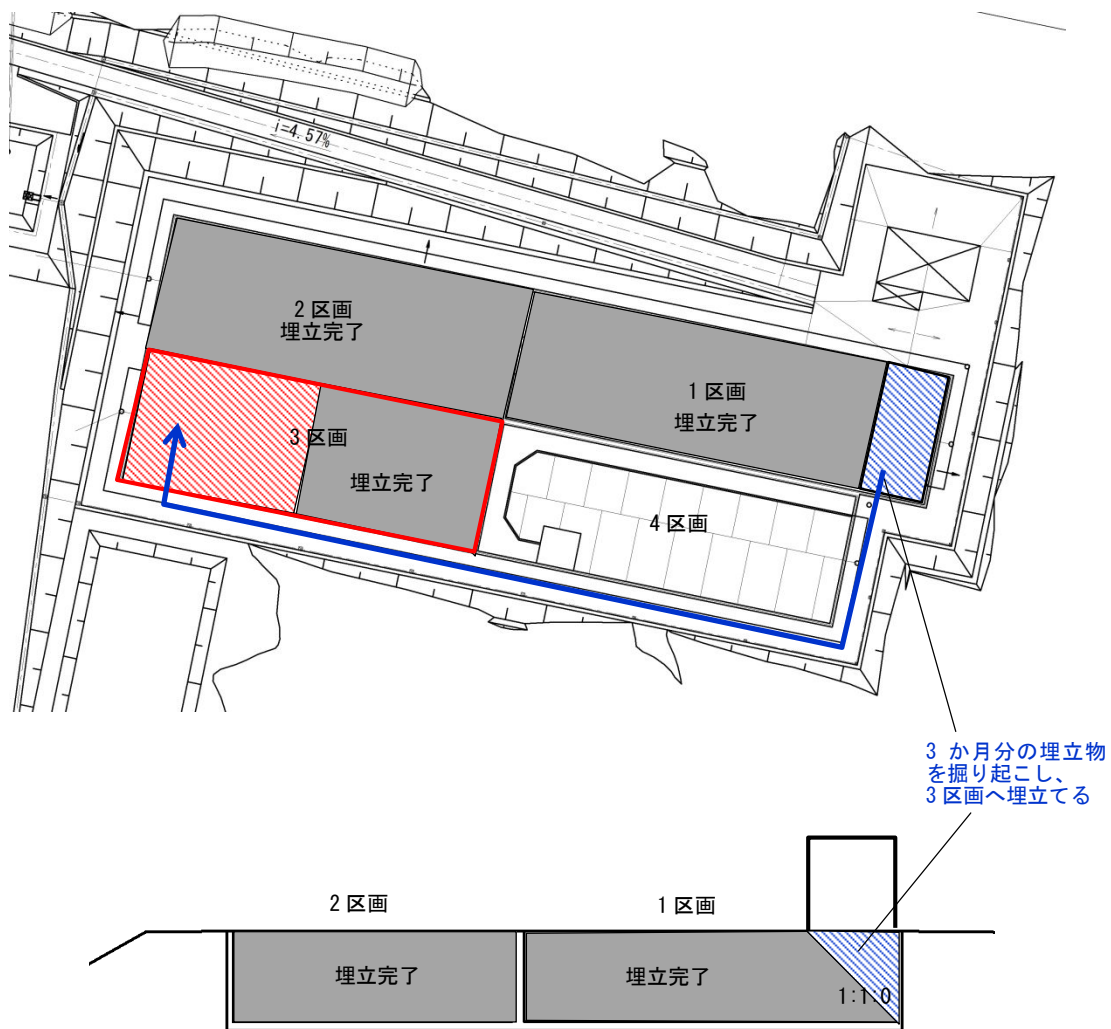 i=4.57%
2区画
埋立完了
1区画
埋立完了
3区画
埋立完了
4区画
3 か月分の埋立物
を掘り起こし、
3区画へ埋立てる
2区画
1区画
埋立完了
埋立完了
1:1:0